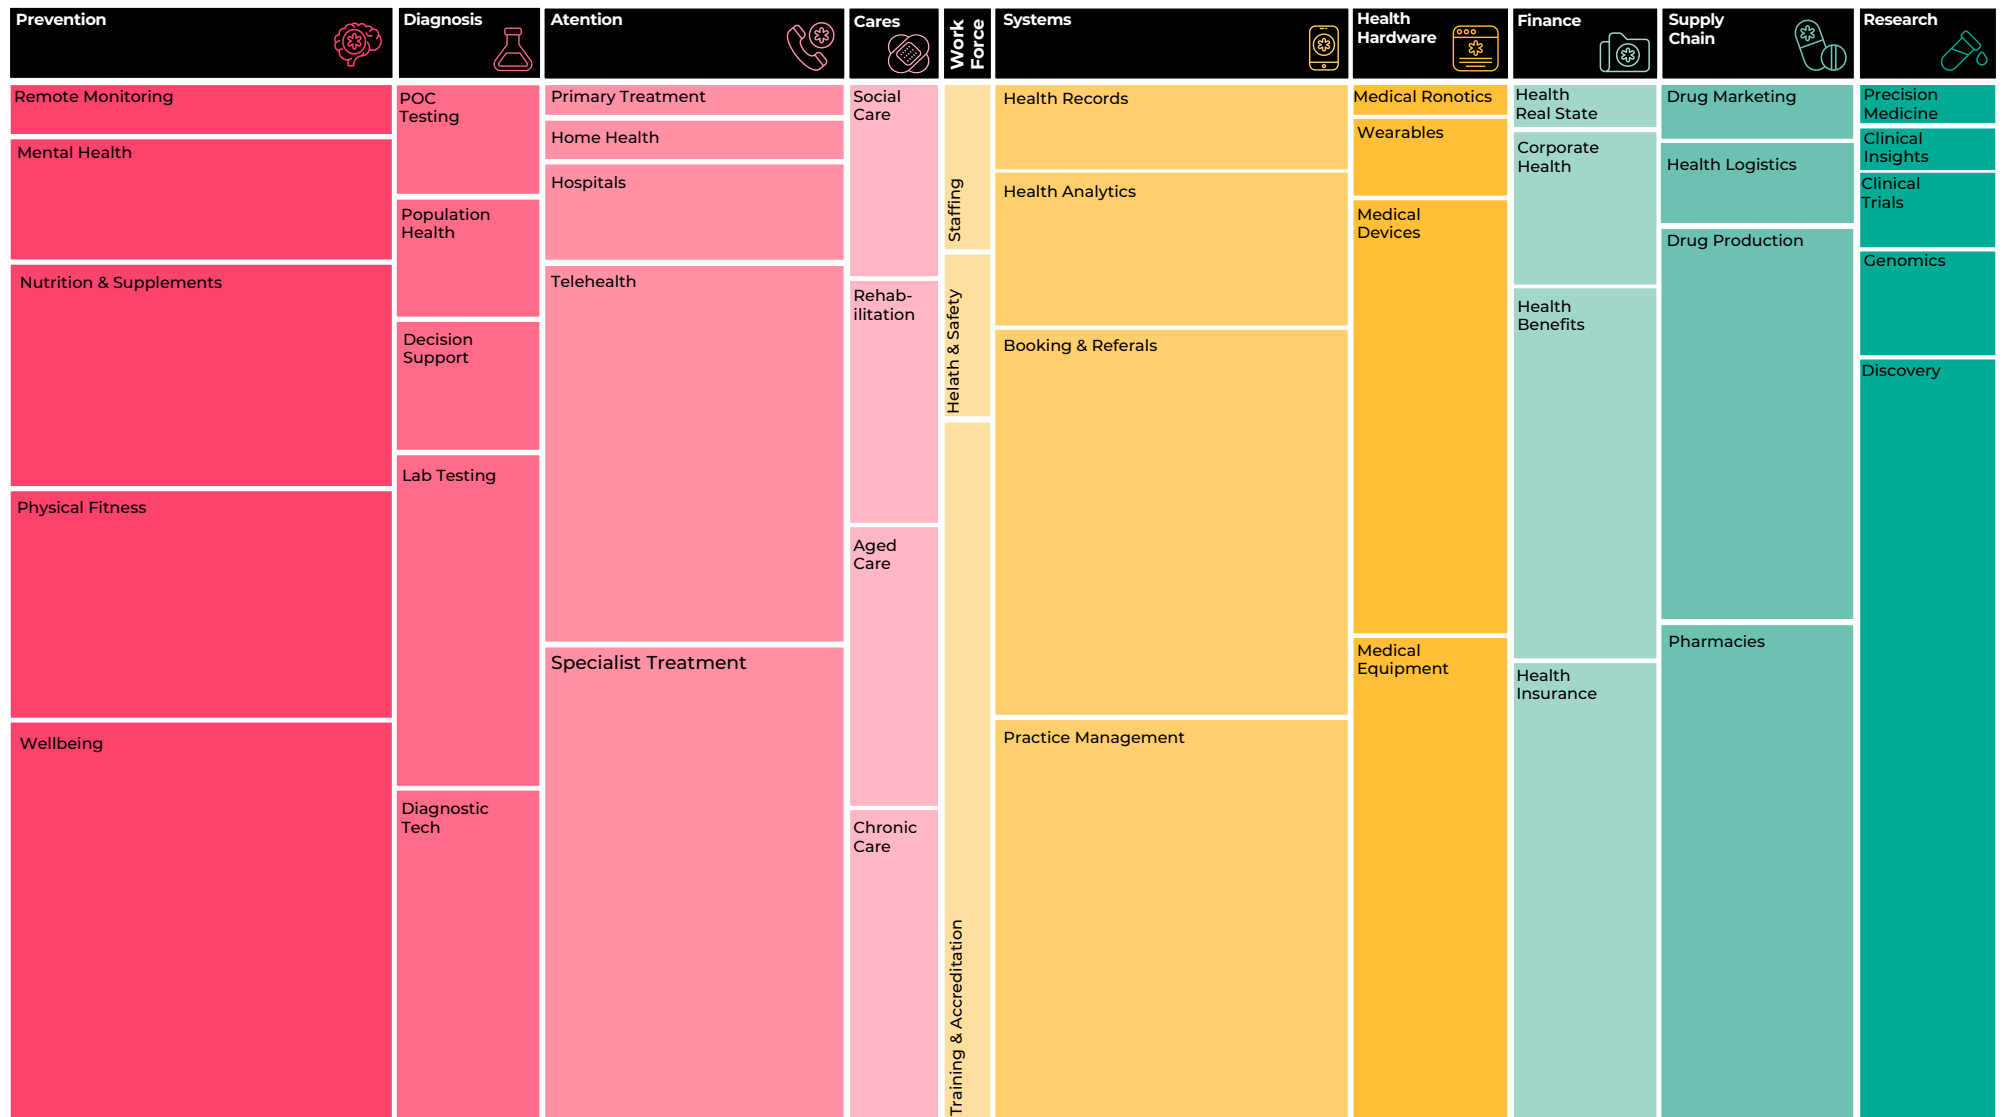 Prevention
Remote Monitoring
Mental Health
Nutrition & Supplements
Physical Fitness
Wellbeing
Diagnosis
POC
Testing
Population
Health
Decision
Support
Lab Testing
Diagnostic
Tech
Atention
Primary Treatment
Home Health
Hospitals
Telehealth
Specialist Treatment
Cares
Social
Care
Rehab-
ilitation
Aged
Care
Chronic
Care
Work
Force
Staffing
Helath & Safety
Training & Accreditation
Systems
Health Records
Health Analytics
Booking & Referrals
Practice Management
Health
Hardware
Medical Ronotics
Wearables
Medical
Devices
Medical
Equipment
Finance
Health
Real State
Corporate
Health
Health
Benefits
Health
Insurance
Supply
Chain
Drug Marketing
Health Logistics
Drug Production
Pharmacies
Research
Precision
Medicine
Clinical
Insights
Clinical
Trials
Genomics
Discovery